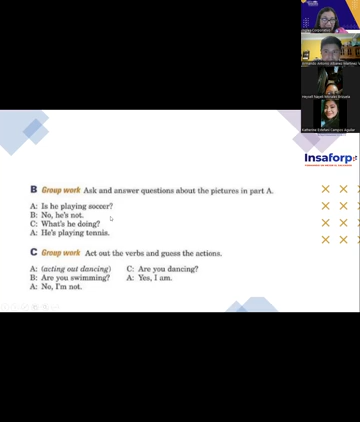 Insaforp
B Group work Ask and answer questions about the pictures in part A.
A: Is he playing soccer?
B: No, he's not.
C: What's he doing?
A: He's playing tennis.
C Group work Act out the verbs and guess the actions.
A: (acting out dancing)
B: Are you swimming?
A: No, I'm not.
C: Are you dancing?
A: Yes, I am.